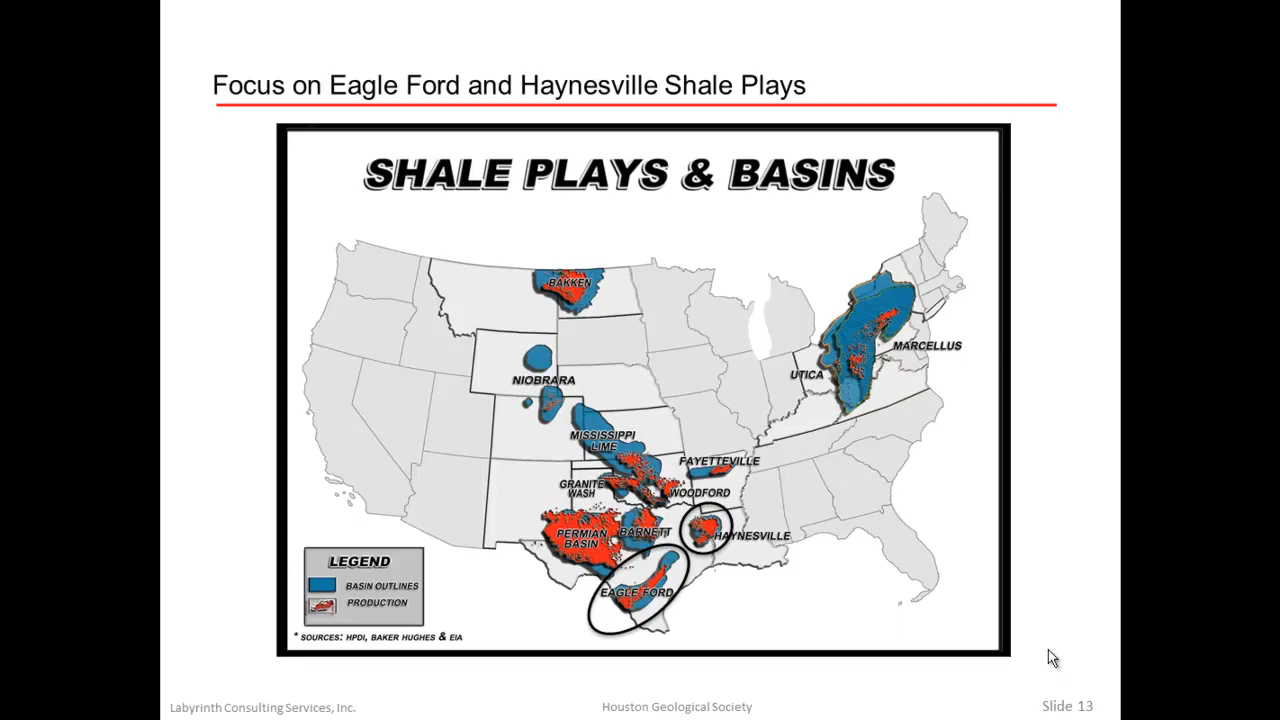 Focus on Eagle Ford and Haynesville Shale Plays
SHALE PLAYS & BASINS
BAKKEN
MARCELLUS
UTICA
NIOBRARA
MISSISSIPPI
LIME
FAYETTEVILLE
GRANITE
WASH
WOODFORD
PERMIAN
BASIN
BARNETT
HAYNESVILLE
EAGLE FORD
LEGEND
BASIN OUTLINES
PRODUCTION
* SOURCES: HPDI, BAKER HUGHES & EIA
Labyrinth Consulting Services, Inc.
Houston Geological Society
Slide 13